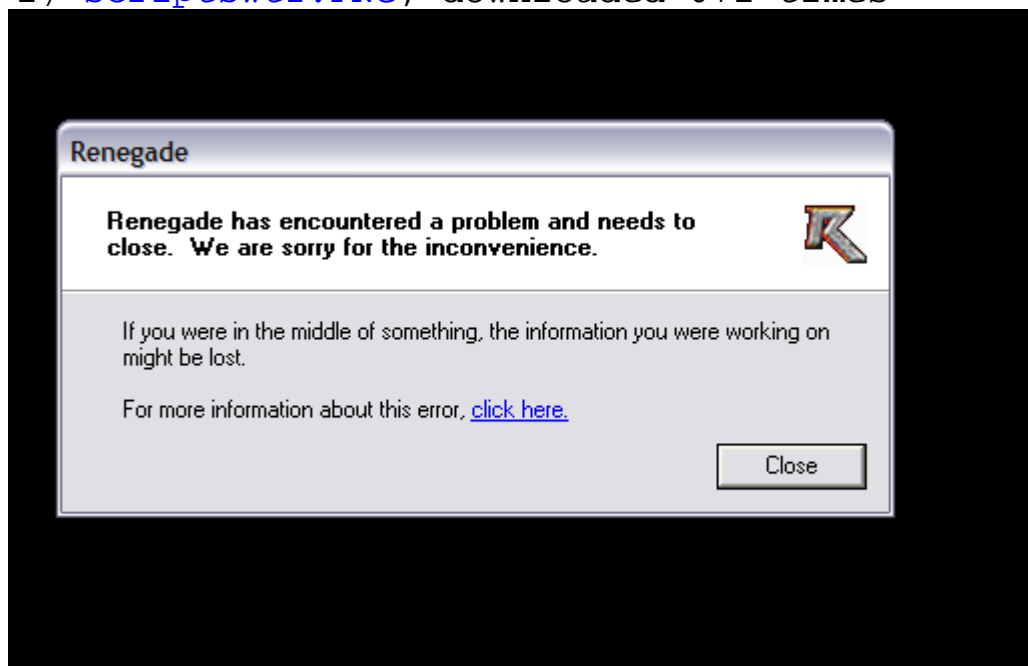 Renegade
Renegade has encountered a problem and needs to
close.  We are sorry for the inconvenience.
If you were in the middle of something, the information you were working on
might be lost.
For more information about this error, click here.
Close